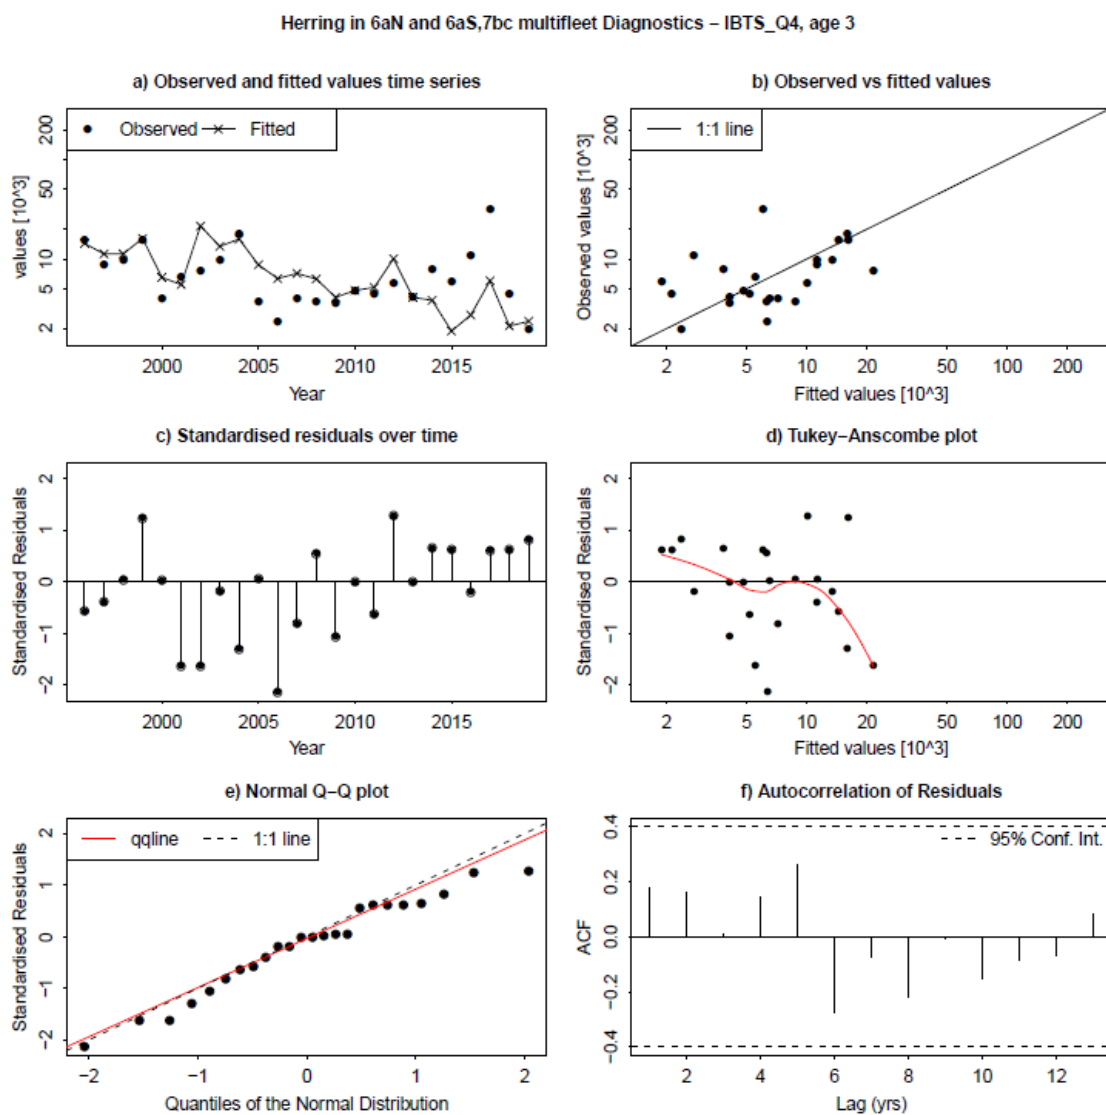 Herring in 6aN and 6aS,7bc multifleet Diagnostics − IBTS_Q4, age 3
a) Observed and fitted values time series
values [10^3]
200
50
10
5
2
Observed
Fitted
2000
2005
2010
2015
Year
b) Observed vs fitted values
Observed values [10^3]
200
50
10
5
2
1:1 line
2
5
10
20
50
100
200
Fitted values [10^3]
c) Standardised residuals over time
Standardised Residuals
2
1
0
−1
−2
2000
2005
2010
2015
Year
d) Tukey−Anscombe plot
Standardised Residuals
2
1
0
−1
−2
2
5
10
20
50
100
200
Fitted values [10^3]
e) Normal Q−Q plot
Standardised Residuals
2
1
0
−1
−2
qqline
1:1 line
−2
−1
0
1
2
Quantiles of the Normal Distribution
f) Autocorrelation of Residuals
ACF
0.4
0.2
0.0
−0.2
−0.4
95% Conf. Int.
2
4
6
8
10
12
Lag (yrs)